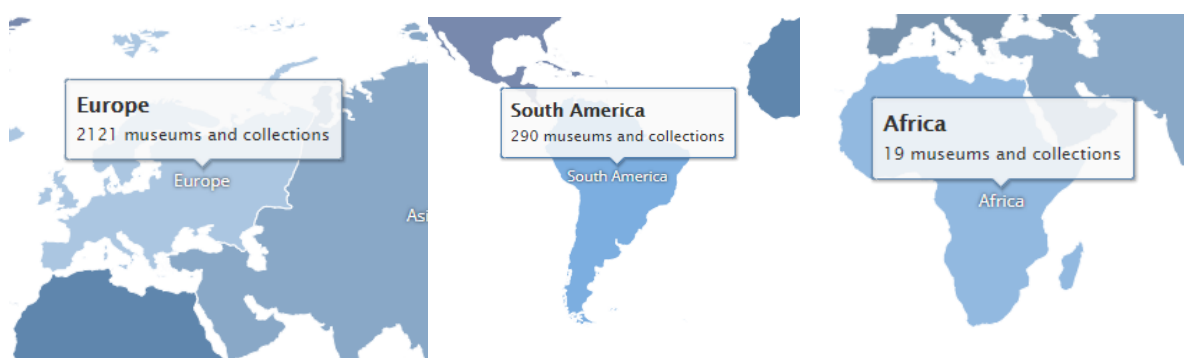 Europe
2121 museums and collections
Europe
Asi
South America
290 museums and collections
South America
Africa
19 museums and collections
Africa